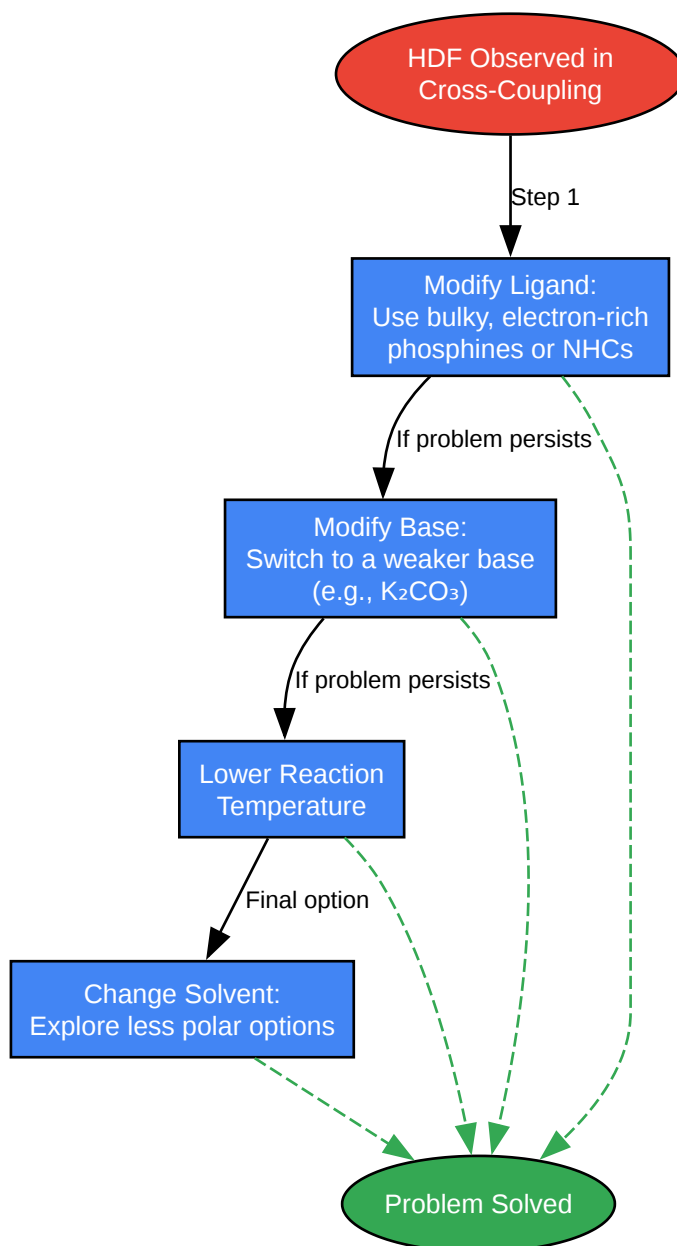 HDF Observed in
Cross-Coupling
Step 1
Modify Ligand:
Use bulky, electron-rich
phosphines or NHCs
If problem persists
Modify Base:
Switch to a weaker base
(e.g., K₂CO₃)
If problem persists
Lower Reaction
Temperature
Final option
Change Solvent:
Explore less polar options
Problem Solved